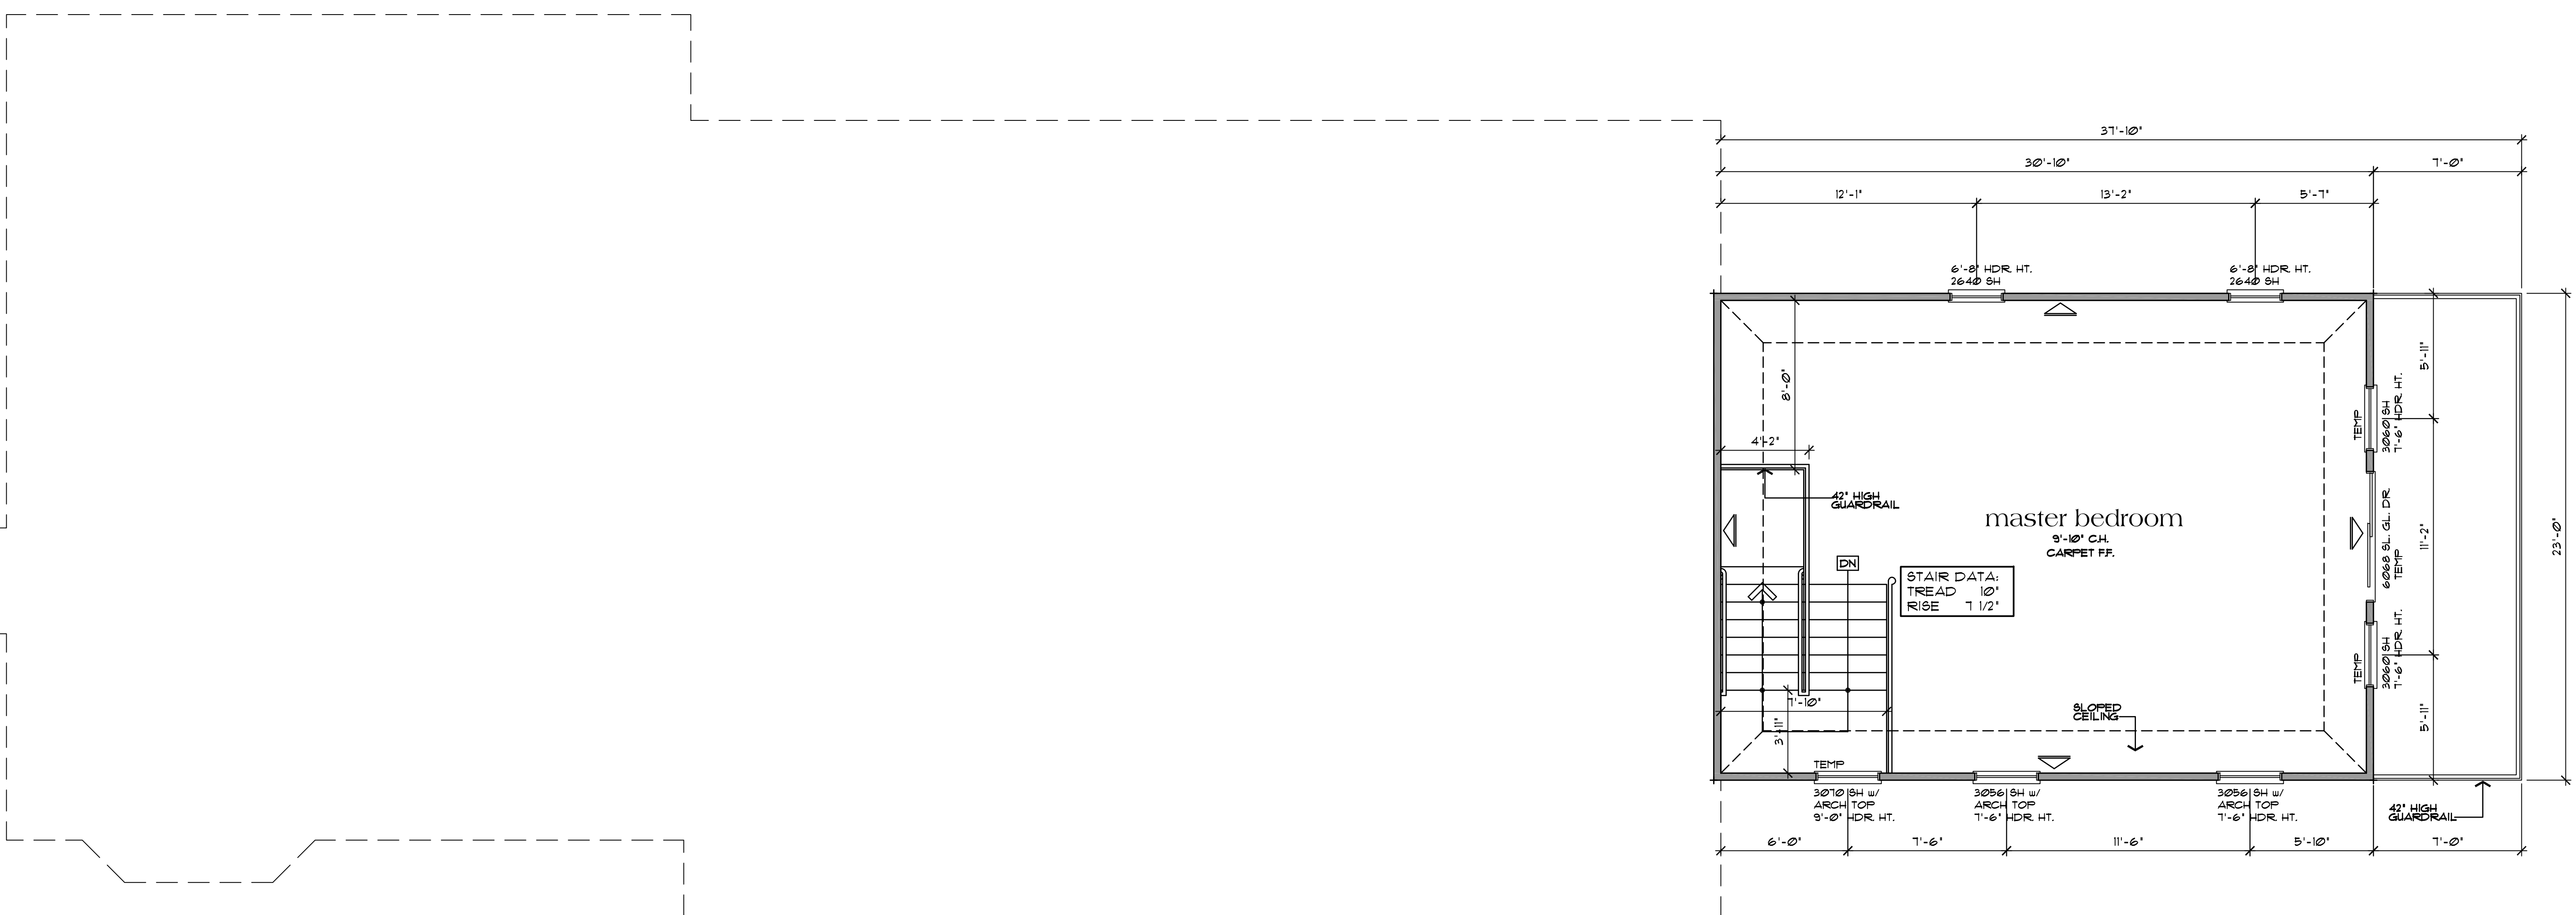 37'-10"
30'-10"
7'-0"
12'-1"
13'-2"
5'-7"
6'-8" HDR. HT.
2640 SH
6'-8" HDR. HT.
2640 SH
5'-11"
8'-0"
TEMP
3060 SH
7'-6" HDR. HT.
4'-2"
42" HIGH
GUARDRAIL
master bedroom
9'-10" C.H.
CARPET F.F.
6068 SL. GL. DR.
TEMP
11'-2"
23'-0"
DN
STAIR DATA:
TREAD 10"
RISE 7 1/2"
TEMP
3060 SH
7'-6" HDR. HT.
7'-10"
3'-11"
SLOPED
CEILING
5'-11"
TEMP
3070 SH w/
ARCH TOP
9'-0" HDR. HT.
3056 SH w/
ARCH TOP
7'-6" HDR. HT.
3056 SH w/
ARCH TOP
7'-6" HDR. HT.
42" HIGH
GUARDRAIL
6'-0"
7'-6"
11'-6"
5'-10"
7'-0"